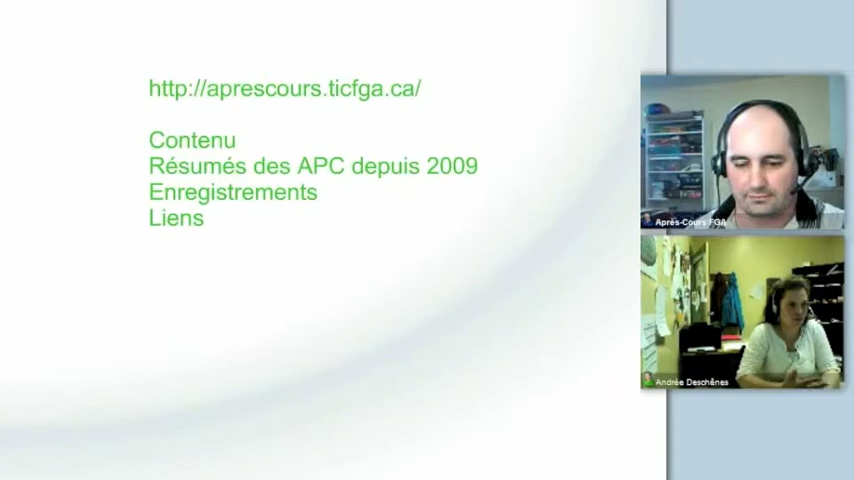 http://aprescours.ticfga.ca/
Contenu
Résumés des APC depuis 2009
Enregistrements
Liens
Après-Cours FGA
Andrée Deschênes